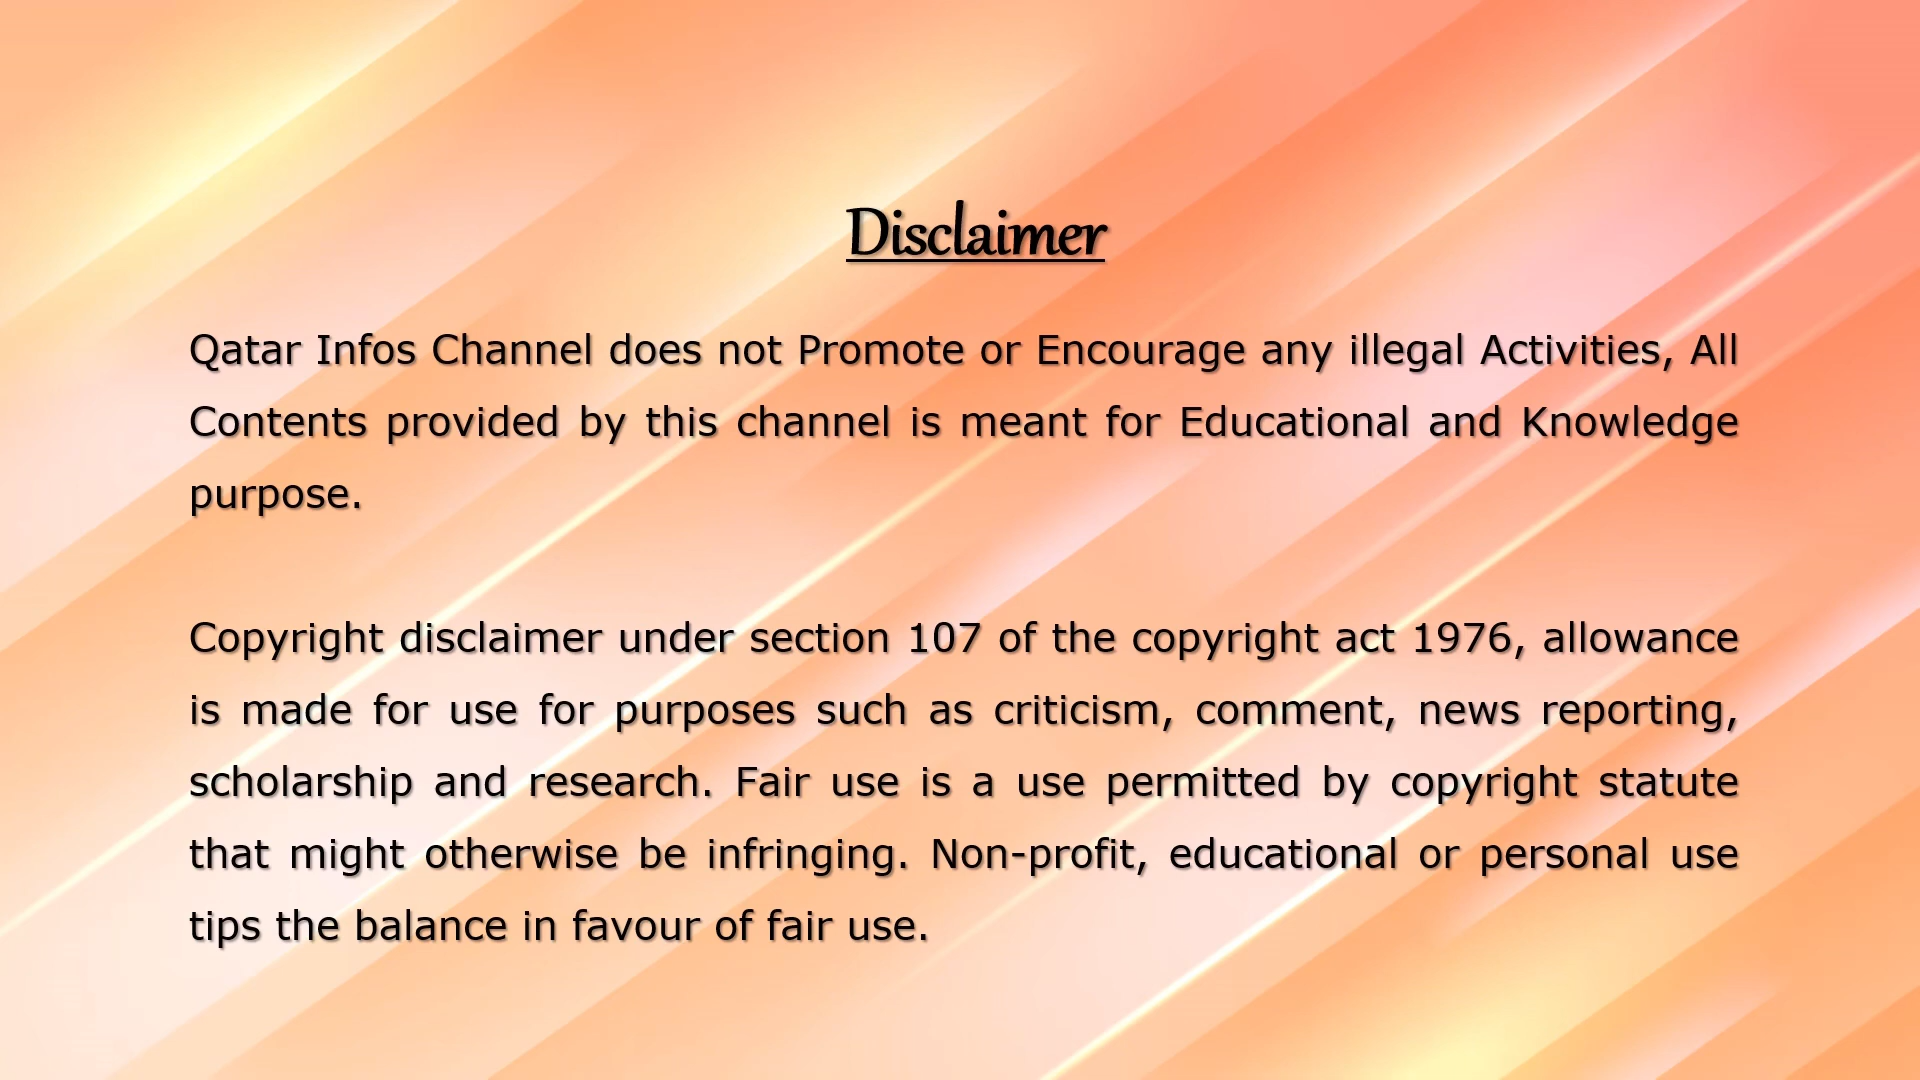 Disclaimer
Qatar Infos Channel does not Promote or Encourage any illegal Activities, All
Contents provided by this channel is meant for Educational and Knowledge
purpose.
Copyright disclaimer under section 107 of the copyright act 1976, allowance
is made for use for purposes such as criticism, comment, news reporting,
scholarship and research. Fair use is a use permitted by copyright statute
that might otherwise be infringing. Non-profit, educational or personal use
tips the balance in favour of fair use.